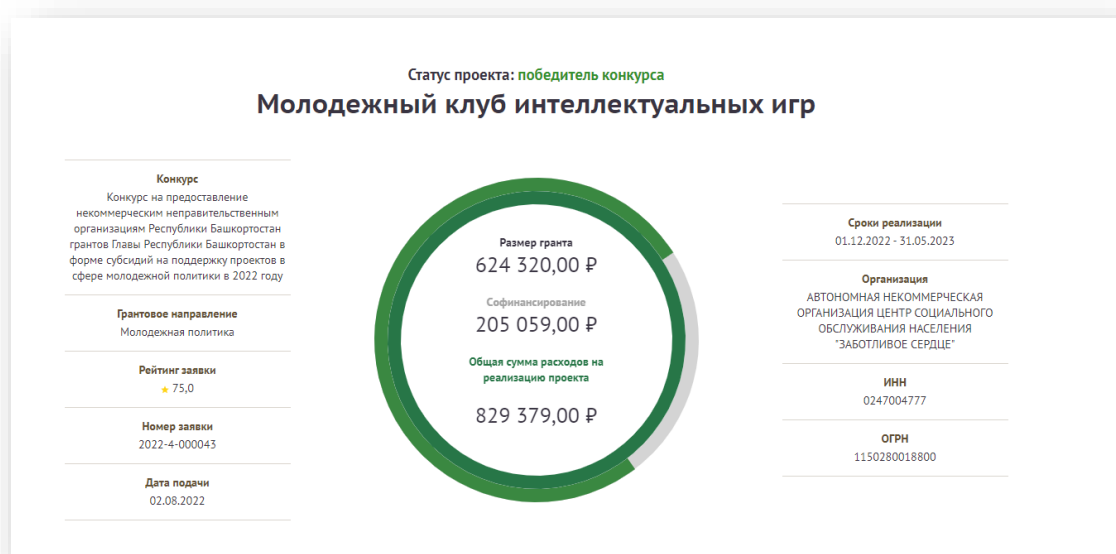 Статус проекта: победитель конкурса
Молодежный клуб интеллектуальных игр
Конкурс
Конкурс на предоставление
некоммерческим неправительственным
организациям Республики Башкортостан
грантов Главы Республики Башкортостан в
форме субсидий на поддержку проектов в
сфере молодежной политики в 2022 году
Грантовое направление
Молодежная политика
Рейтинг заявки
75,0
Номер заявки
2022-4-000043
Дата подачи
02.08.2022
Размер гранта
624 320,00 ₽
Софинансирование
205 059,00 ₽
Общая сумма расходов на
реализацию проекта
829 379,00 ₽
Сроки реализации
01.12.2022 - 31.05.2023
Организация
АВТОНОМНАЯ НЕКОММЕРЧЕСКАЯ
ОРГАНИЗАЦИЯ ЦЕНТР СОЦИАЛЬНОГО
ОБСЛУЖИВАНИЯ НАСЕЛЕНИЯ
"ЗАБОТЛИВОЕ СЕРДЦЕ"
ИНН
0247004777
ОГРН
1150280018800